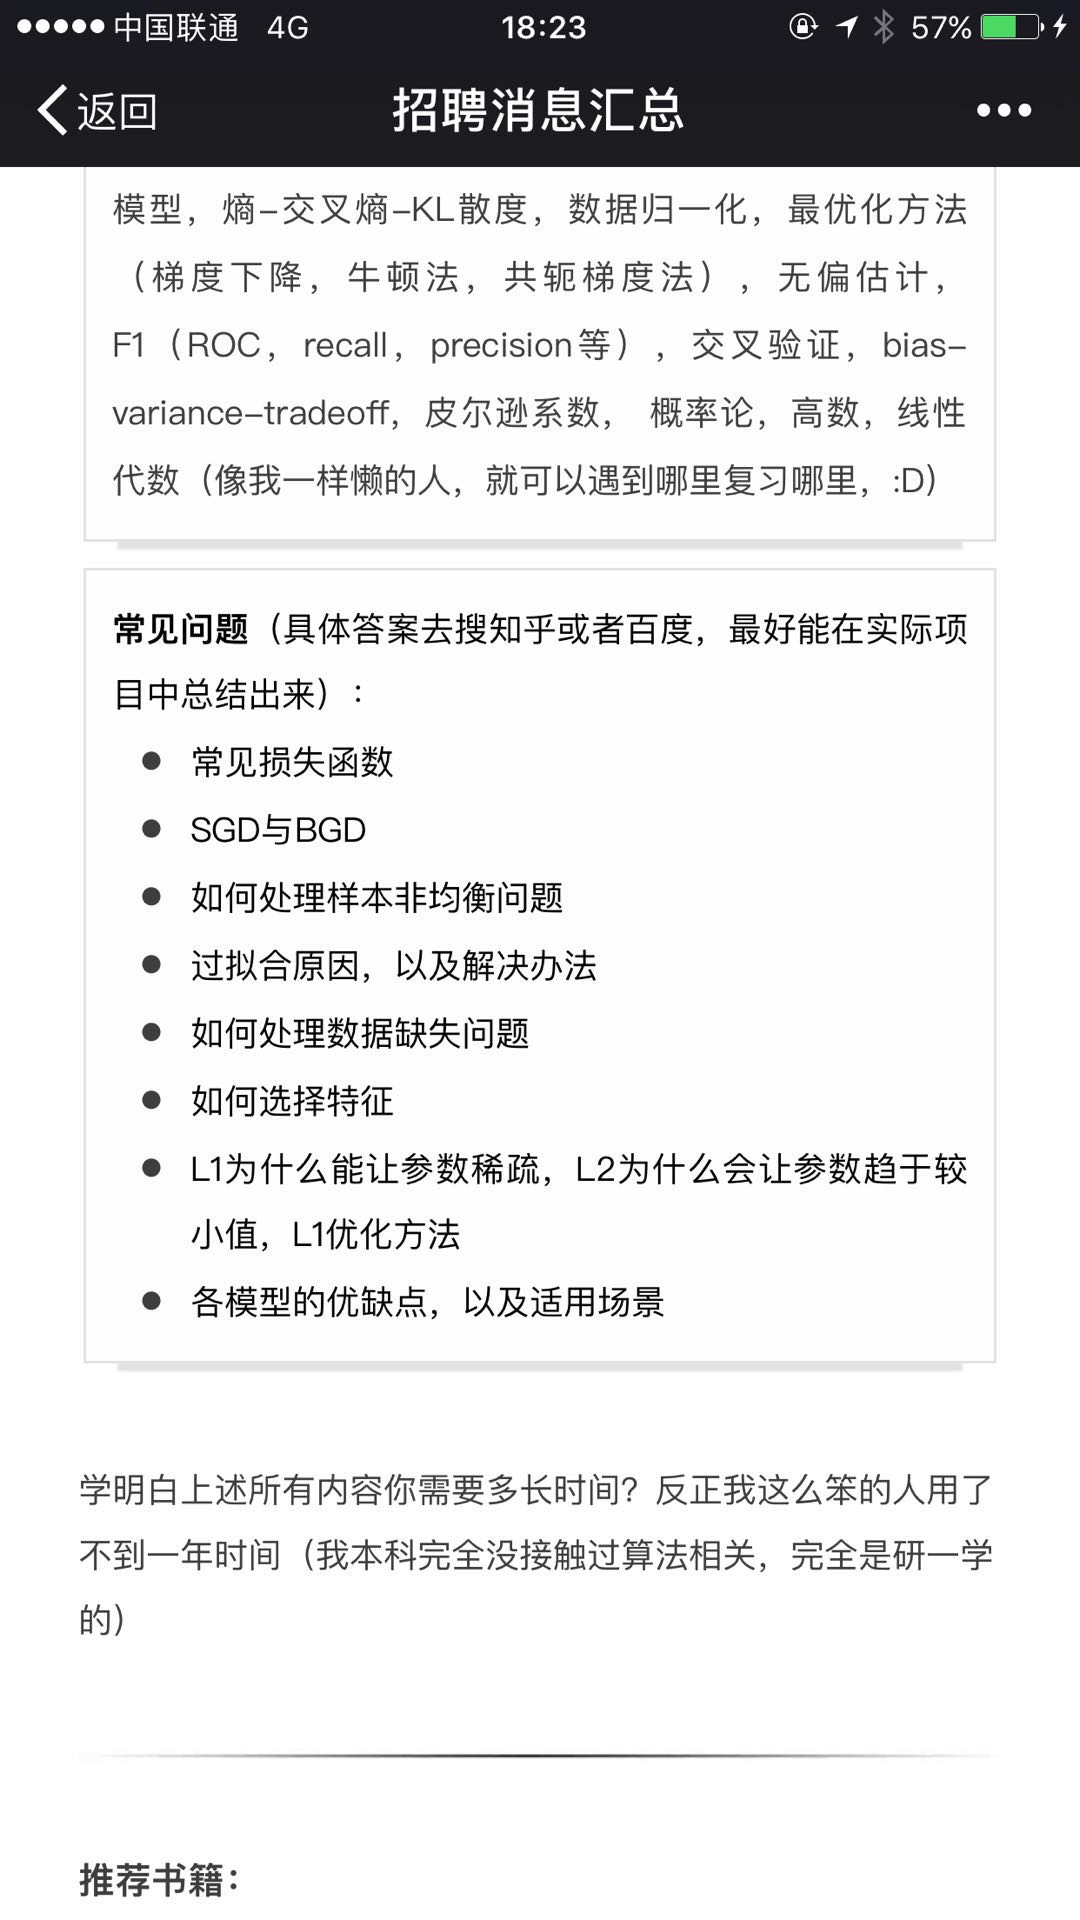 中国联通 4G 18:23 57%
返回 招聘消息汇总
模型，熵-交叉熵-KL散度，数据归一化，最优化方法
（梯度下降，牛顿法，共轭梯度法），无偏估计，
F1（ROC，recall，precision等），交叉验证，bias-
variance-tradeoff，皮尔逊系数， 概率论，高数，线性
代数（像我一样懒的人，就可以遇到哪里复习哪里，:D）
常见问题（具体答案去搜知乎或者百度，最好能在实际项
目中总结出来）：
常见损失函数
SGD与BGD
如何处理样本非均衡问题
过拟合原因，以及解决办法
如何处理数据缺失问题
如何选择特征
L1为什么能让参数稀疏，L2为什么会让参数趋于较
小值，L1优化方法
各模型的优缺点，以及适用场景
学明白上述所有内容你需要多长时间？反正我这么笨的人用了
不到一年时间（我本科完全没接触过算法相关，完全是研一学
的）
推荐书籍：